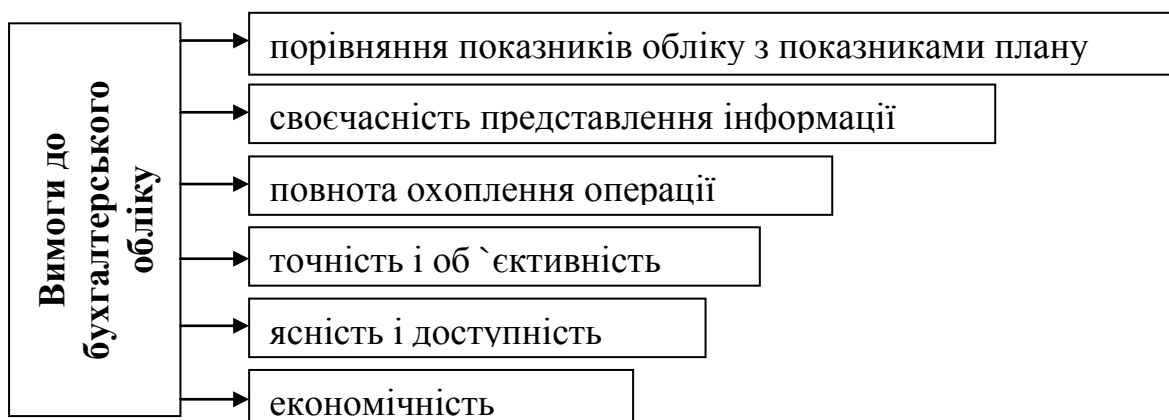 Вимоги до
бухгалтерського
обліку
порівняння показників обліку з показниками плану
своєчасність представлення інформації
повнота охоплення операції
точність і об `єктивність
ясність і доступність
економічність